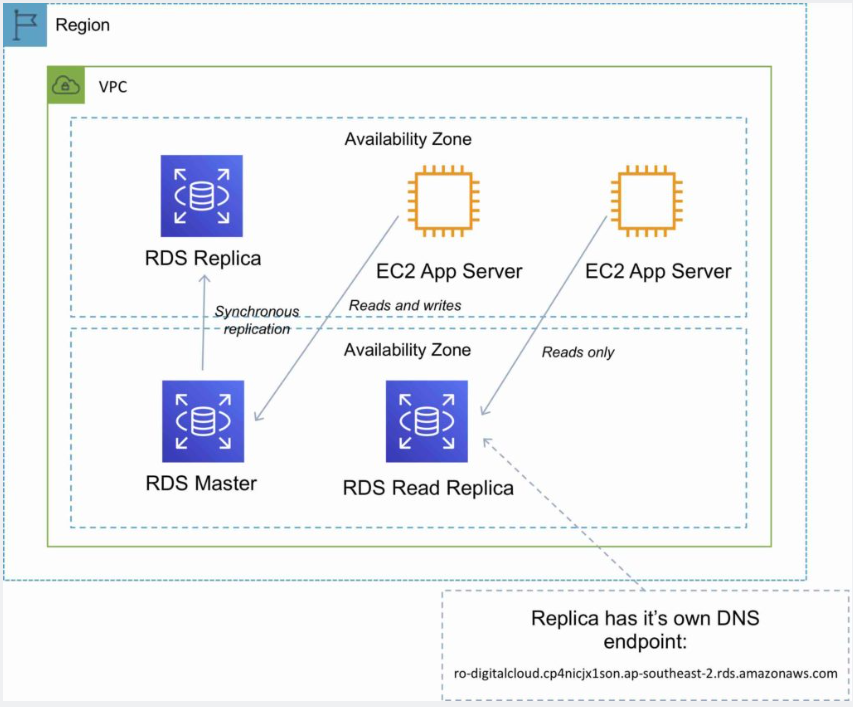 Region
VPC
Availability Zone
RDS Replica
EC2 App Server
EC2 App Server
Synchronous
replication
Reads and writes
Availability Zone
Reads only
RDS Master
RDS Read Replica
Replica has it's own DNS
endpoint:
ro-digitalcloud.cp4nicjx1son.ap-southeast-2.rds.amazonaws.com